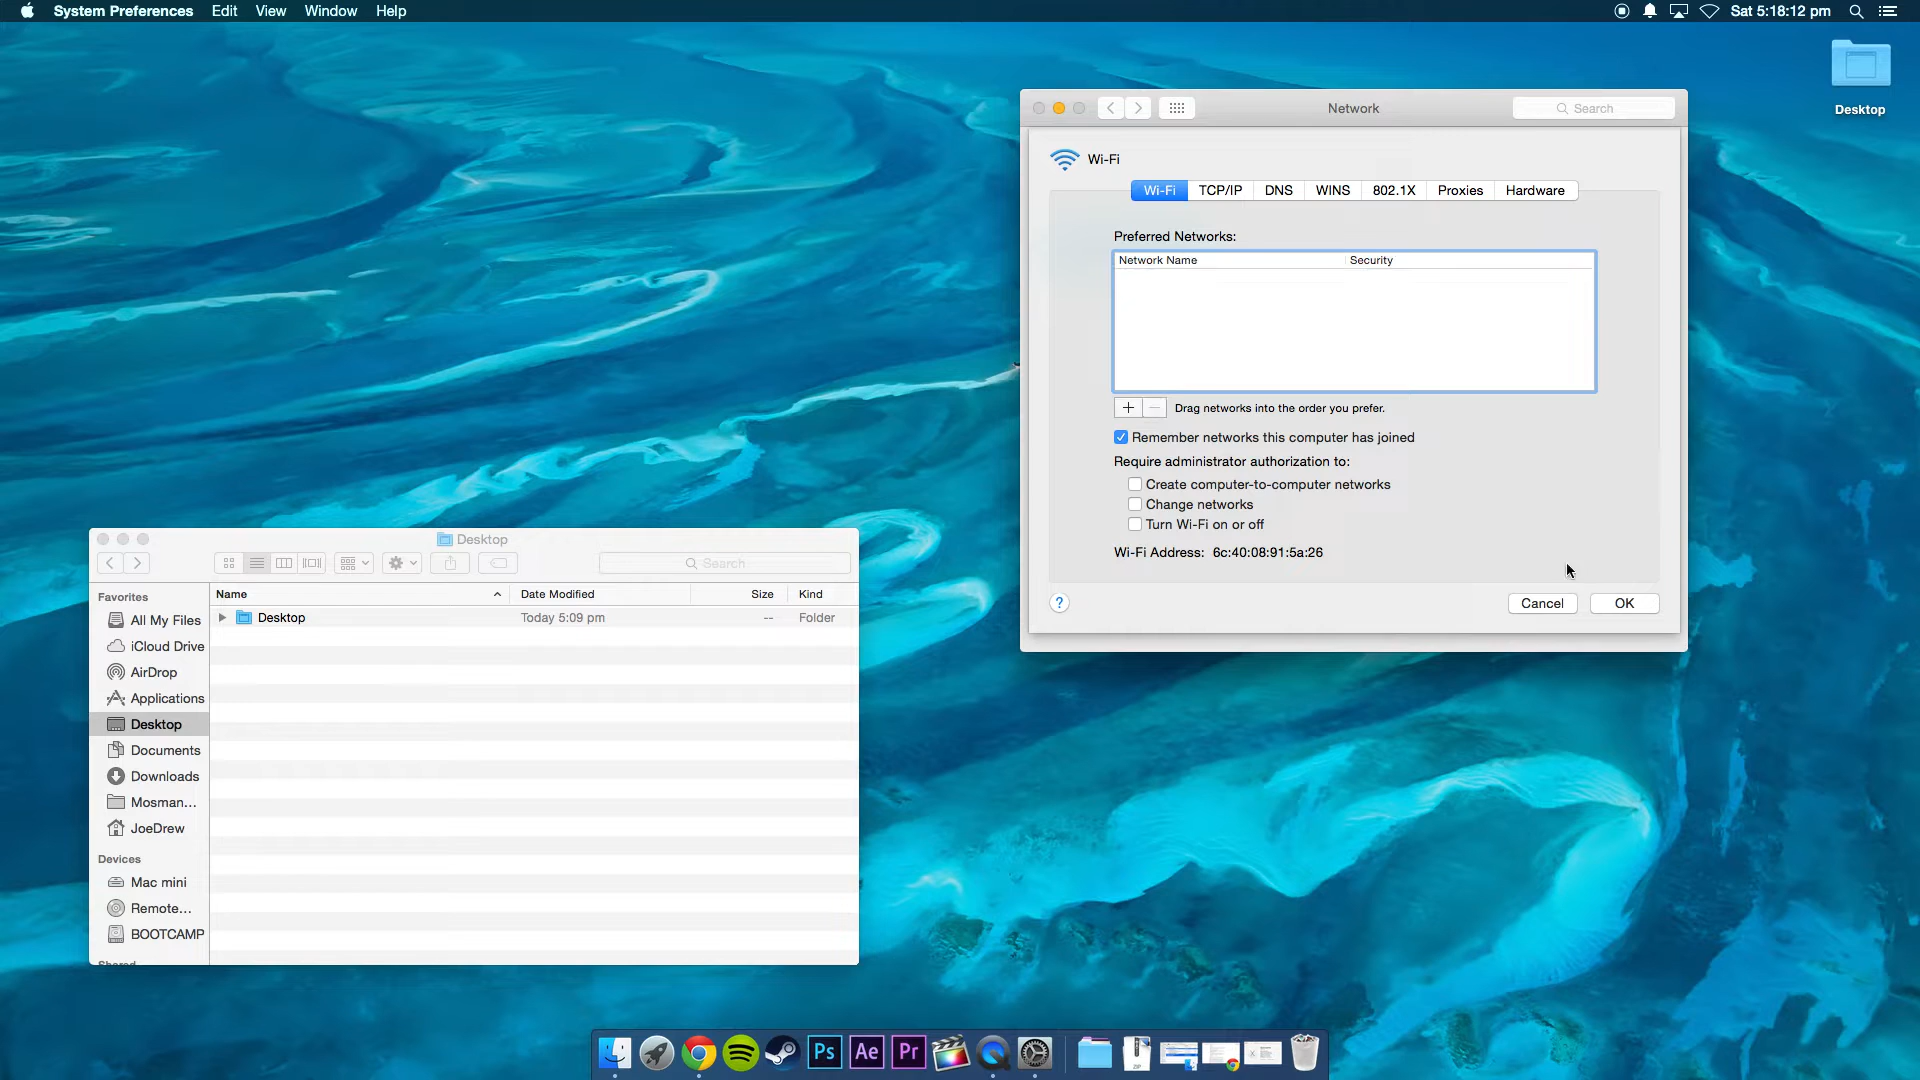 System Preferences Edit View Window Help
Sat 5:18:12 pm
Desktop
Network
Search
Wi-Fi
Wi-Fi TCP/IP DNS WINS 802.1X Proxies Hardware
Preferred Networks:
Network Name Security
+ − Drag networks into the order you prefer.
Remember networks this computer has joined
Require administrator authorization to:
Create computer-to-computer networks
Change networks
Turn Wi-Fi on or off
Wi-Fi Address: 6c:40:08:91:5a:26
? Cancel OK
Desktop
Search
Favorites
All My Files
iCloud Drive
AirDrop
Applications
Desktop
Documents
Downloads
Mosman...
JoeDrew
Devices
Mac mini
Remote...
BOOTCAMP
Shared
Name Date Modified Size Kind
Desktop Today 5:09 pm -- Folder
Ps Ae Pr
ZIP